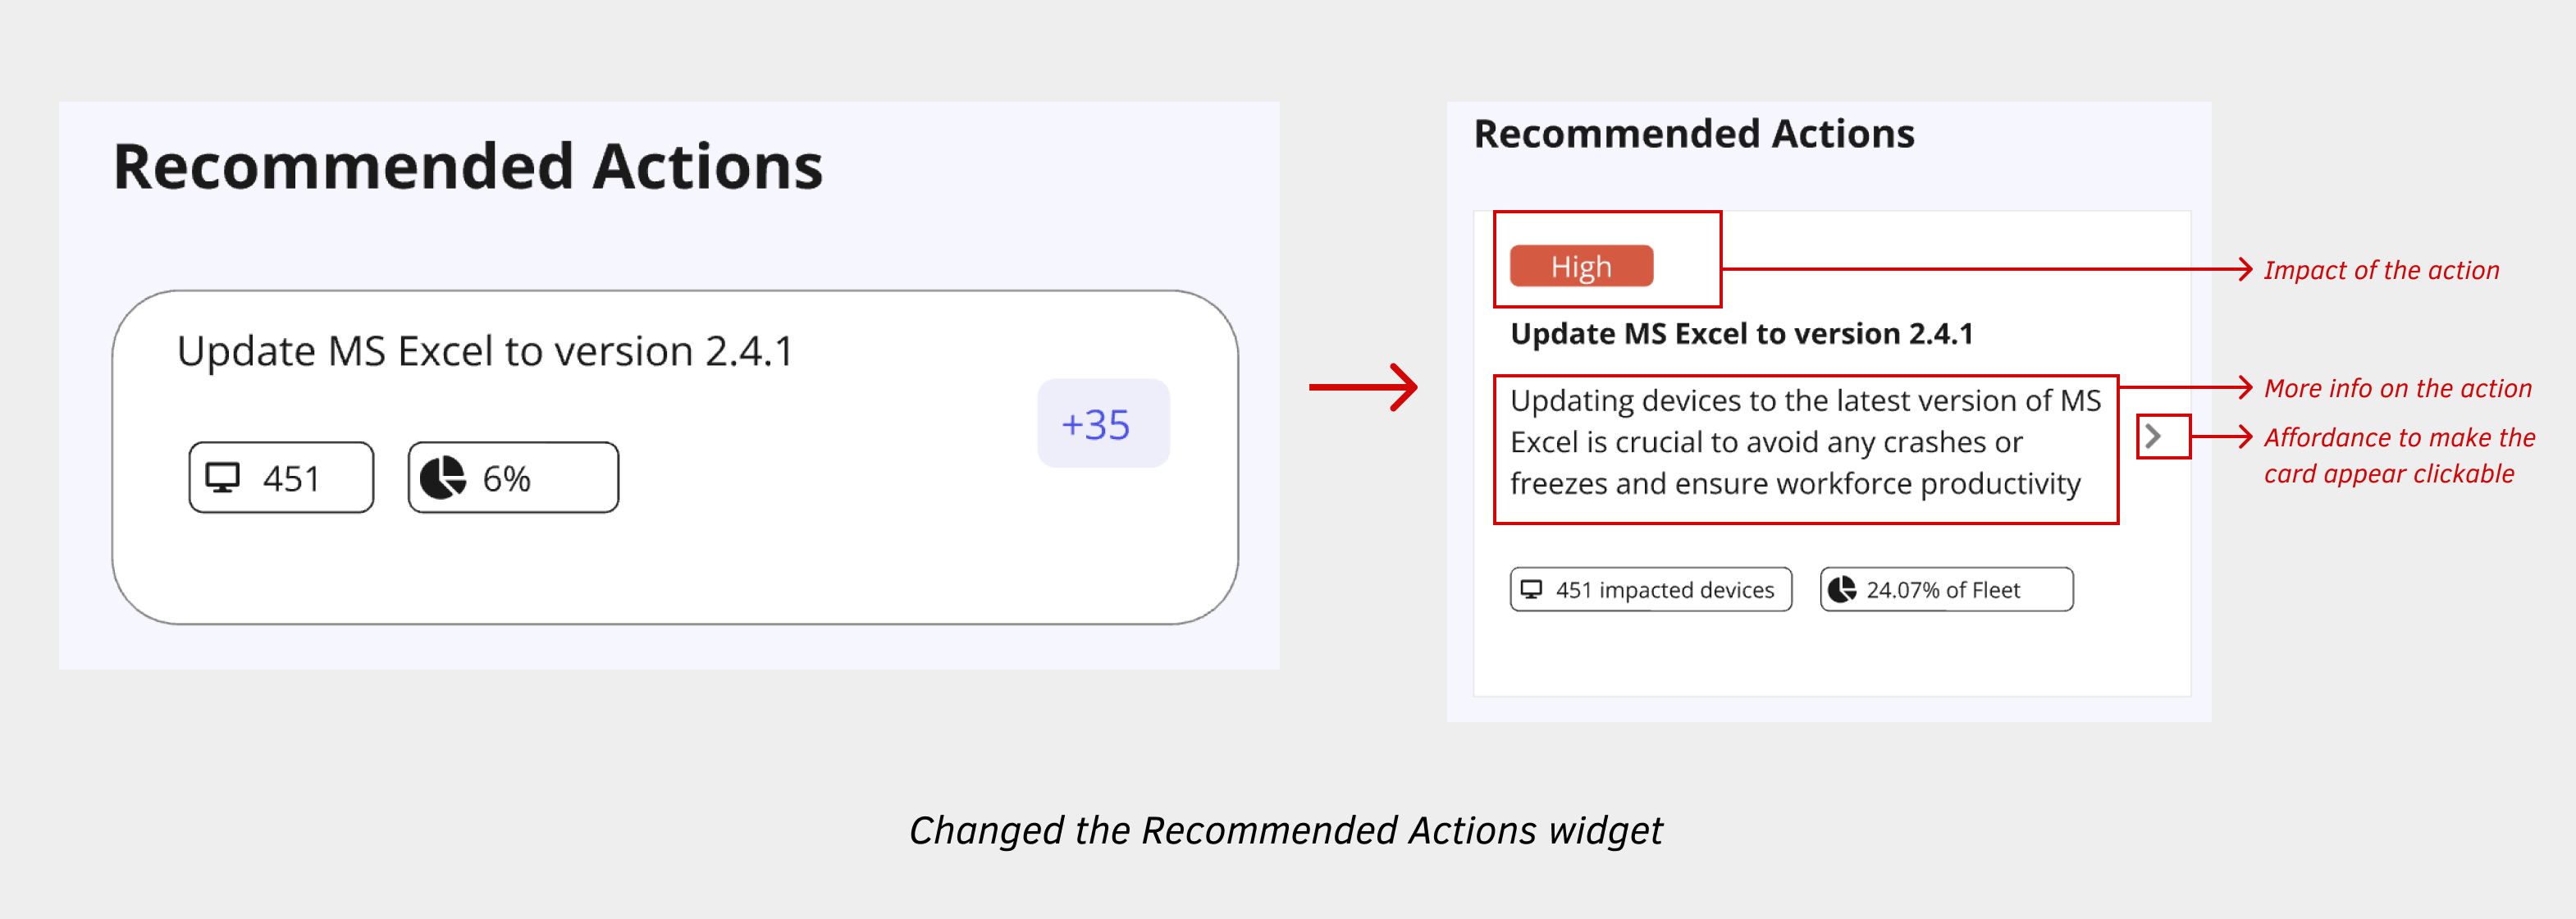 Recommended Actions
Update MS Excel to version 2.4.1
+35
451
6%
Recommended Actions
High
Impact of the action
Update MS Excel to version 2.4.1
Updating devices to the latest version of MS
Excel is crucial to avoid any crashes or
freezes and ensure workforce productivity
More info on the action
Affordance to make the
card appear clickable
451 impacted devices
24.07% of Fleet
Changed the Recommended Actions widget